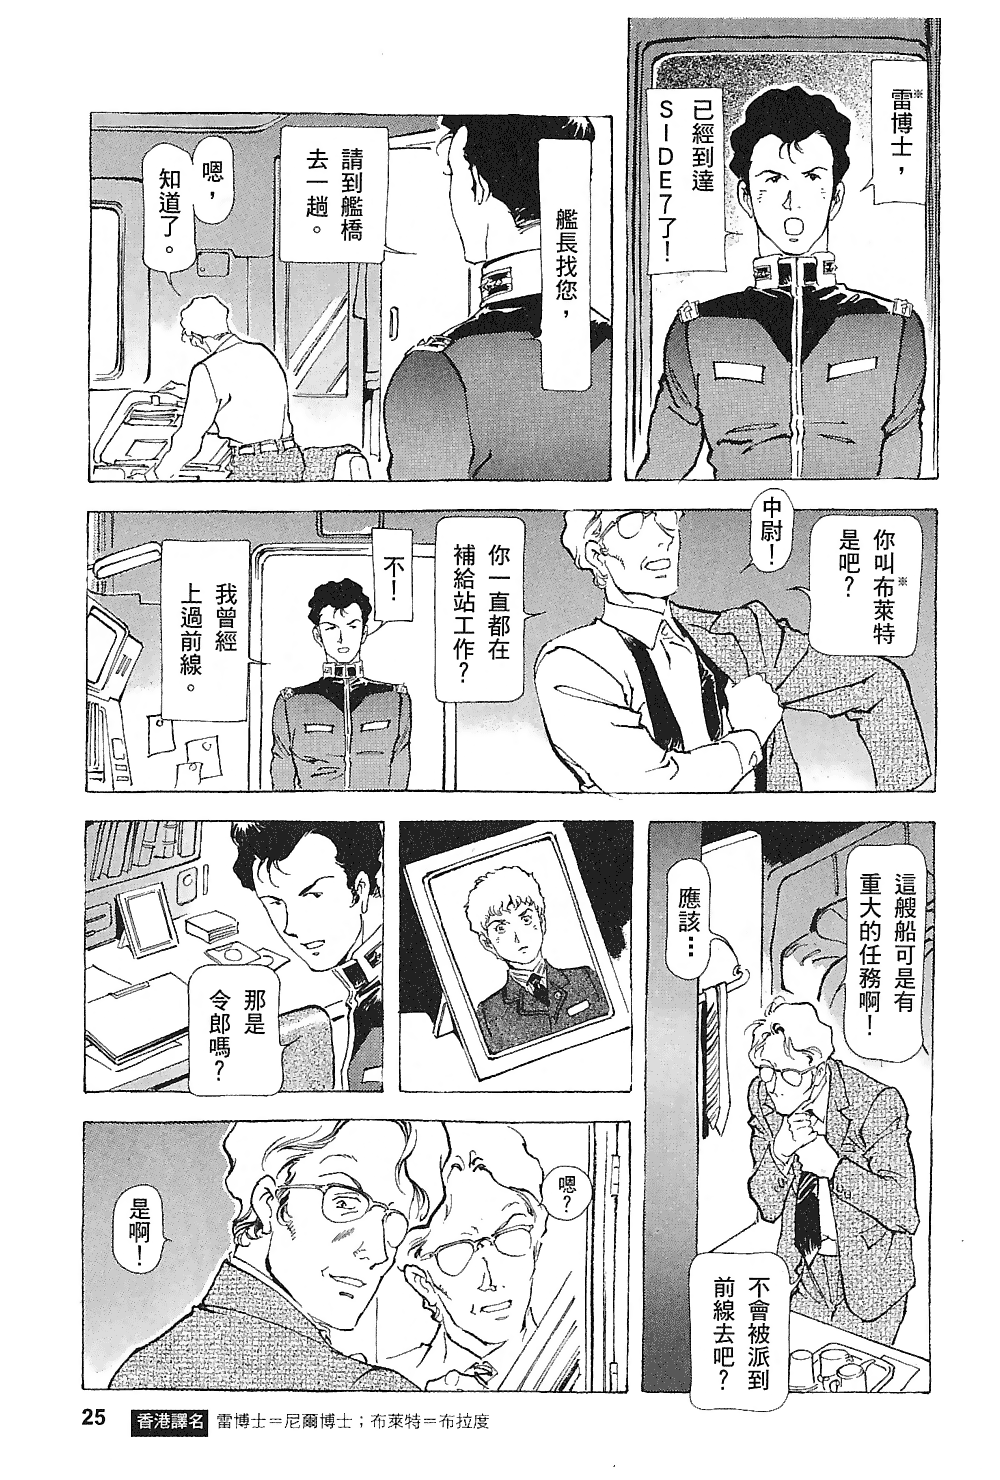 雷※博士，
已經到達
SIDE7了！
艦長找您，
請到艦橋
去一趟。
嗯，
知道了。
你叫布※萊特
是吧？
中尉！
你一直都在
補給站工作？
不！
我曾經
上過前線。
這艘船可是有
重大的任務啊！
應該…
不會被派到
前線去吧？
那是
令郎嗎？
嗯？
是啊！
25 香港譯名 雷博士＝尼爾博士；布萊特＝布拉度